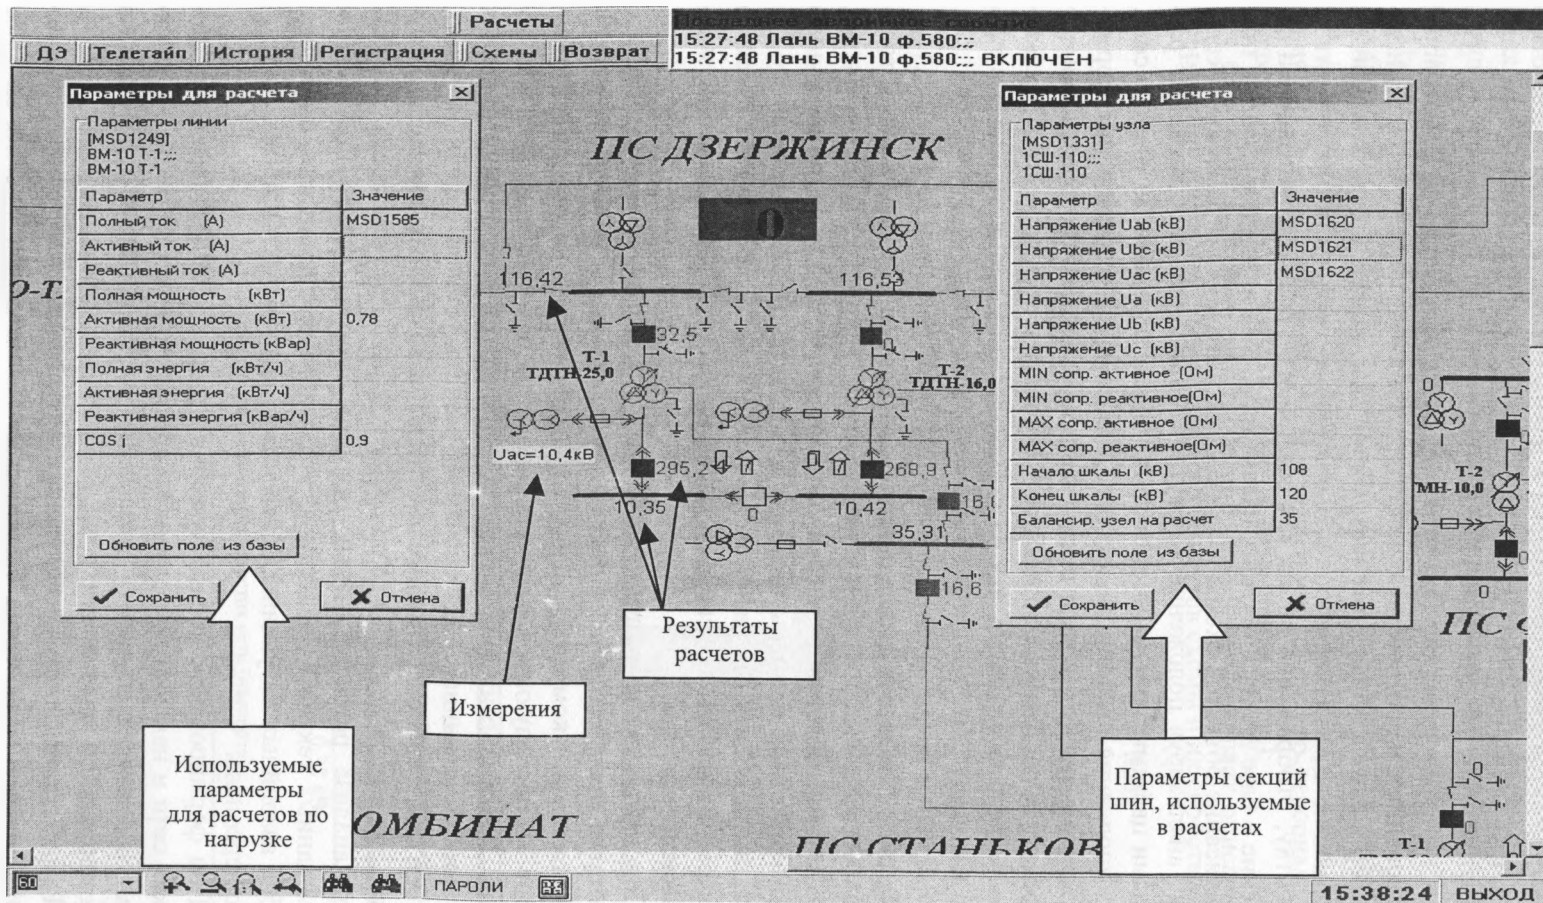 Расчеты
ДЭ Телетайп История Регистрация Схемы Возврат
Последнее аварийное событие
15:27:48 Лань ВМ-10 ф.580;;;
15:27:48 Лань ВМ-10 ф.580;;; ВКЛЮЧЕН
Параметры для расчета
Параметры линии
[MSD1249]
ВМ-10 Т-1;;;
ВМ-10 Т-1
Параметр Значение
Полный ток (А) MSD1585
Активный ток (А)
Реактивный ток (А)
Полная мощность (кВт)
Активная мощность (кВт) 0,78
Реактивная мощность (кВар)
Полная энергия (кВт/ч)
Активная энергия (кВт/ч)
Реактивная энергия (кВар/ч)
COS j 0,9
Обновить поле из базы
Сохранить Отмена
Используемые
параметры
для расчетов по
нагрузке
ПС ДЗЕРЖИНСК
0
116,42
116,53
32,5
0
Т-1
ТДТН-25,0
Т-2
ТДТН-16,0
Uac=10,4кВ
295,2
268,9
10,35
0
10,42
16,6
35,31
16,6
Результаты
расчетов
Измерения
Параметры для расчета
Параметры узла
[MSD1331]
1СШ-110;;;
1СШ-110
Параметр Значение
Напряжение Uab (кВ) MSD1620
Напряжение Ubc (кВ) MSD1621
Напряжение Uac (кВ) MSD1622
Напряжение Ua (кВ)
Напряжение Ub (кВ)
Напряжение Uc (кВ)
MIN сопр. активное (Ом)
MIN сопр. реактивное(Ом)
MAX сопр. активное (Ом)
MAX сопр. реактивное(Ом)
Начало шкалы (кВ) 108
Конец шкалы (кВ) 120
Балансир. узел на расчет 35
Обновить поле из базы
Сохранить Отмена
Параметры секций
шин, используемые
в расчетах
0
Т-2
МН-10,0
0
ПС
0
0
Т-1
ОМБИНАТ
ПС СТАНЬКОВ
60
ПАРОЛИ
15:38:24 ВЫХОД